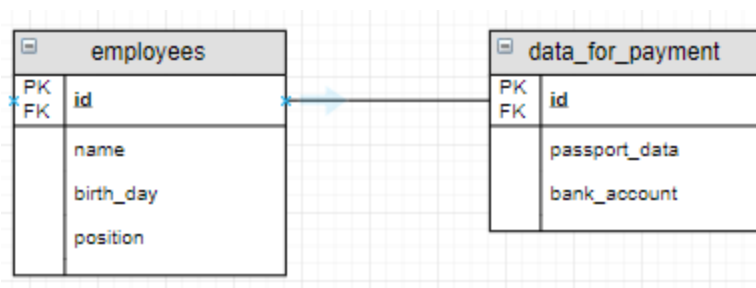 employees
PK
FK
id
name
birth_day
position
data_for_payment
PK
FK
id
passport_data
bank_account